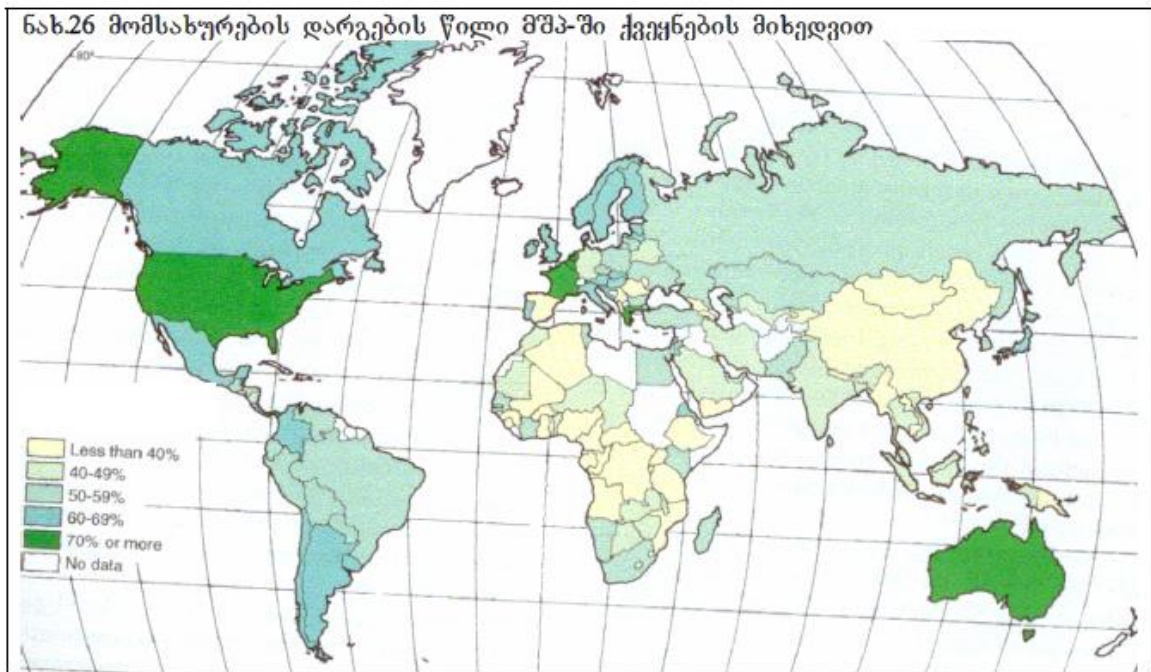 ნახ.26 მომსახურების დარგების წილი მშპ-ში ქვეყნების მიხედვით
80°
Less than 40%
40-49%
50-59%
60-69%
70% or more
No data